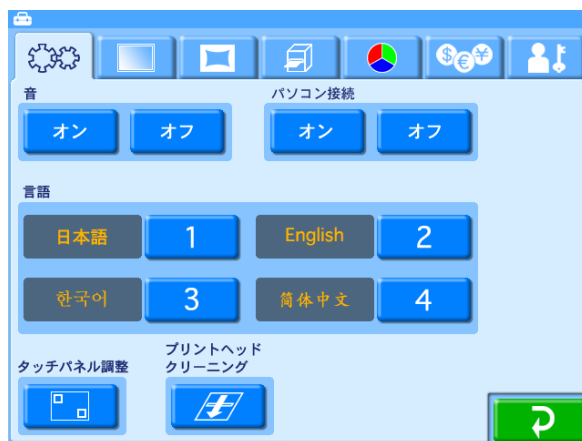 $ € ¥
音
パソコン接続
オン
オフ
オン
オフ
言語
日本語
1
English
2
한국어
3
简体中文
4
タッチパネル調整
プリントヘッド
クリーニング